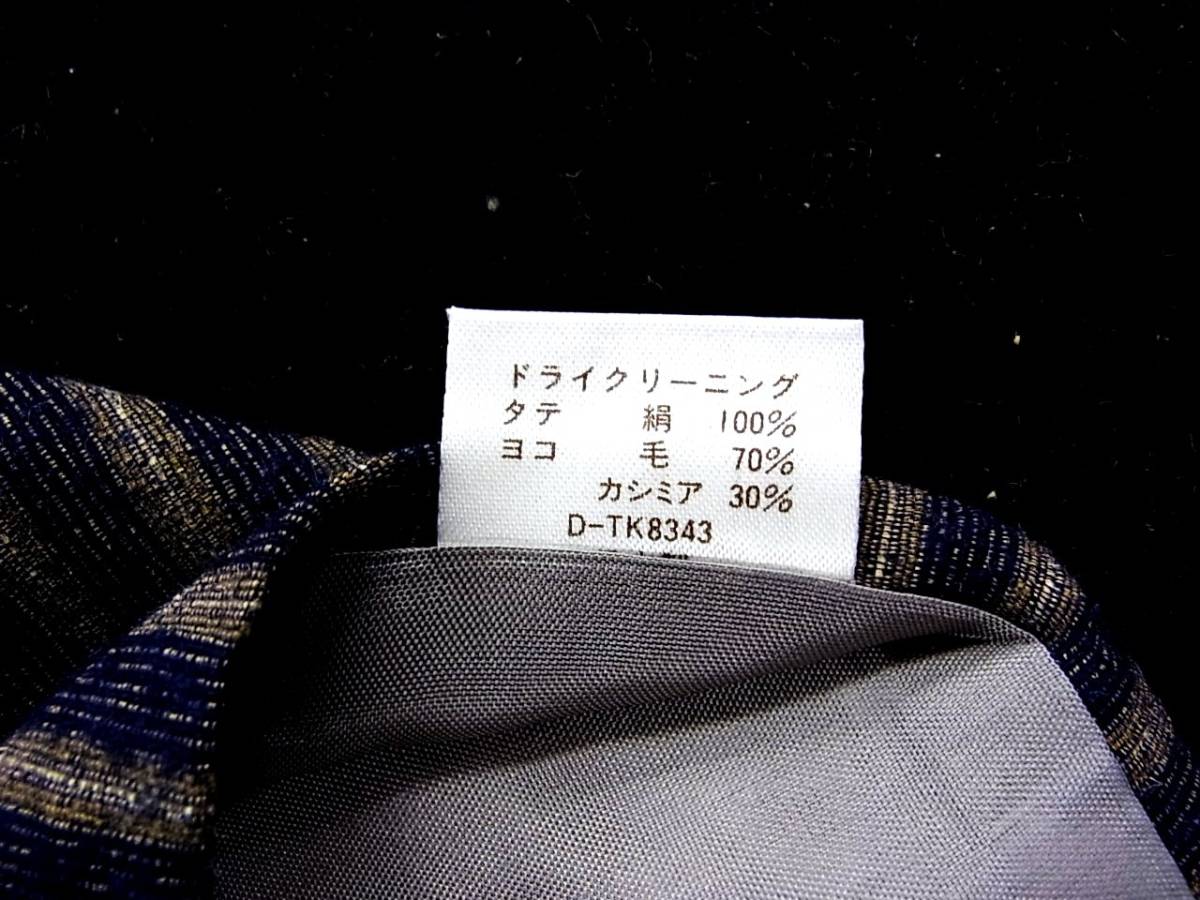 ドライクリーニング
タテ 絹 100%
ヨコ 毛 70%
カシミア 30%
D-TK8343